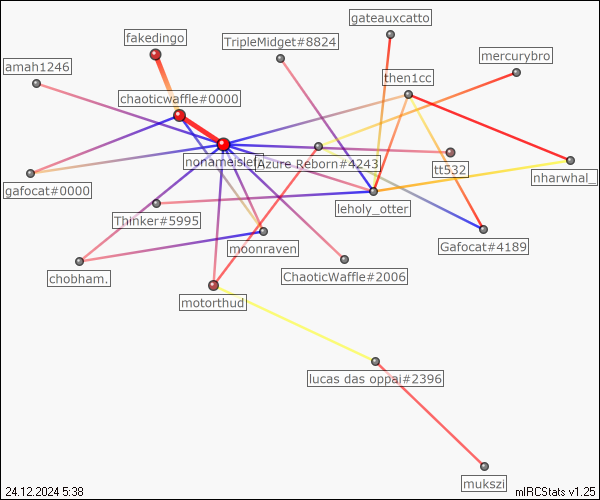 gateauxcatto
fakedingo
TripleMidget#8824
mercurybro
amah1246
then1cc
chaoticwaffle#0000
nonameisleft
Azure Reborn#4243
tt532
nharwhal_
gafocat#0000
leholy_otter
Thinker#5995
moonraven
Gafocat#4189
chobham.
ChaoticWaffle#2006
motorthud
lucas das oppai#2396
mukszi
24.12.2024 5:38
mIRCStats v1.25